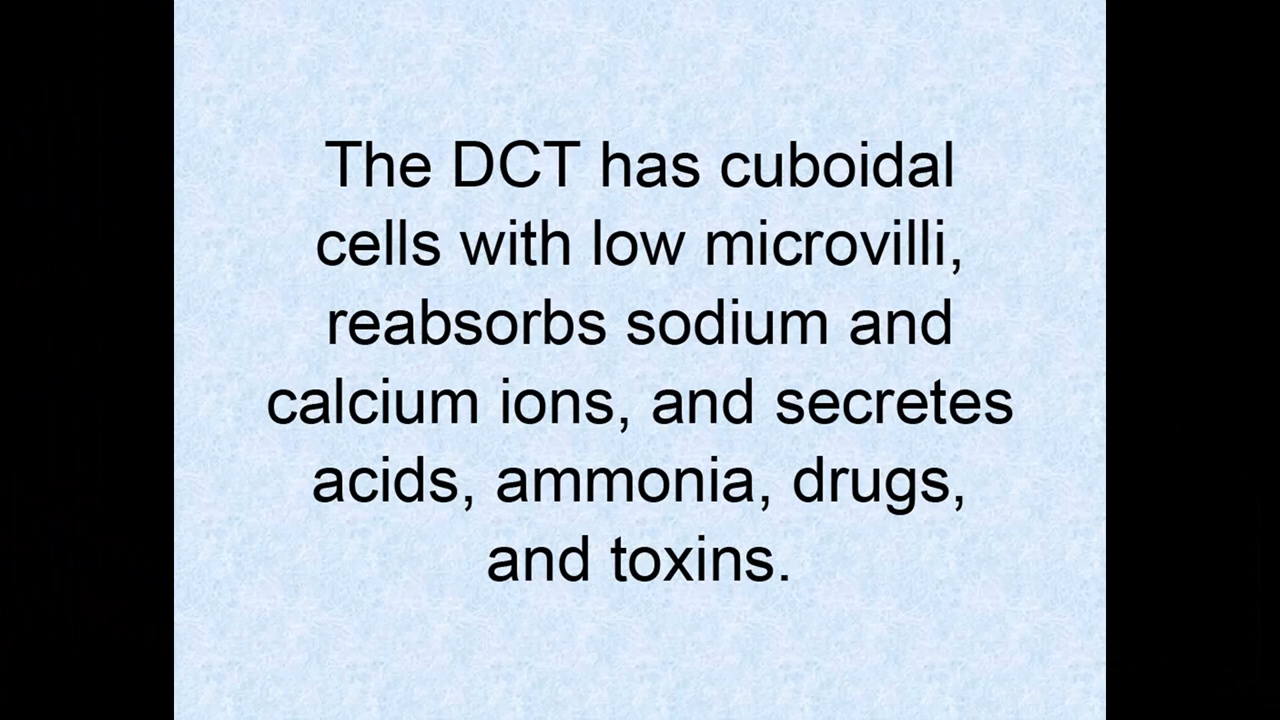 The DCT has cuboidal
cells with low microvilli,
reabsorbs sodium and
calcium ions, and secretes
acids, ammonia, drugs,
and toxins.